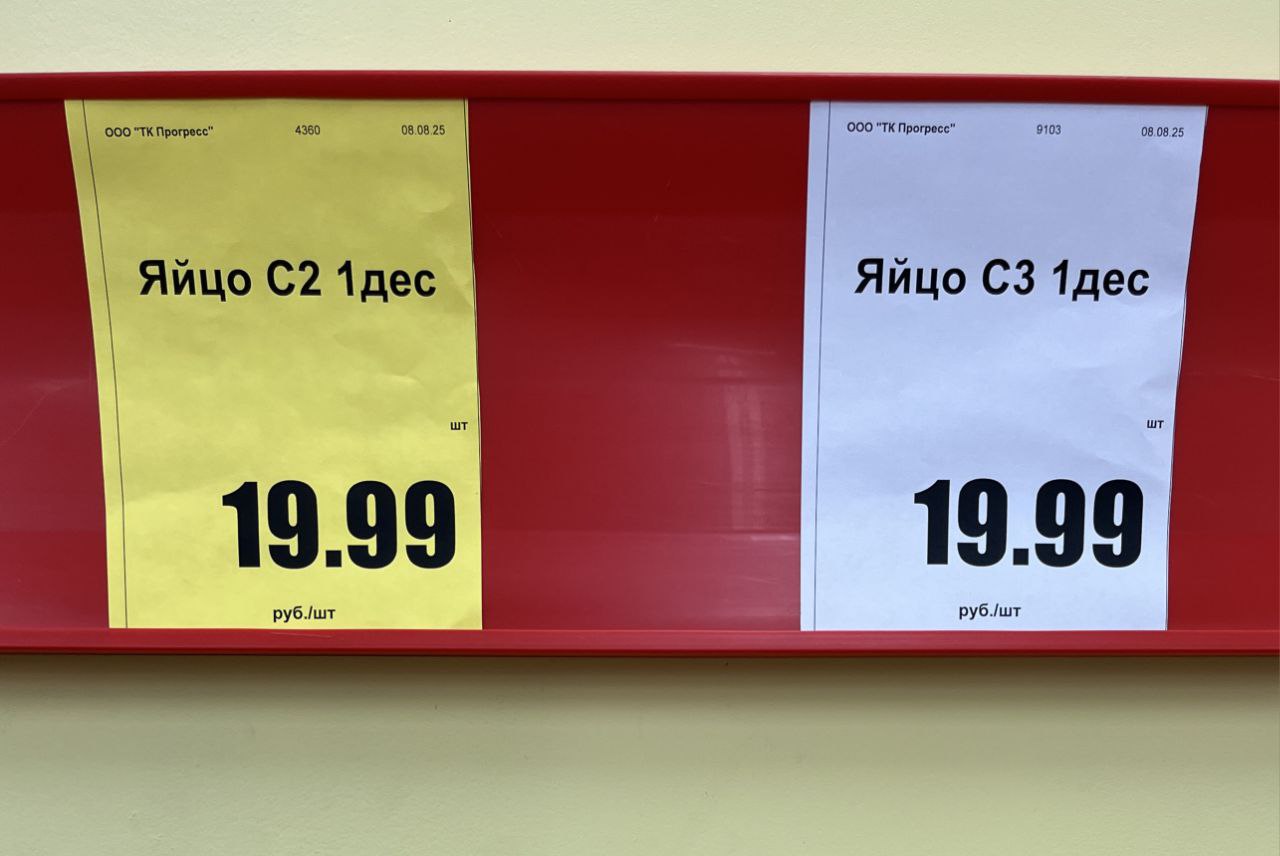 ООО "ТК Прогресс" 4360 08.08.25
Яйцо С2 1дес
шт
19.99
руб./шт
ООО "ТК Прогресс" 9103 08.08.25
Яйцо С3 1дес
шт
19.99
руб./шт